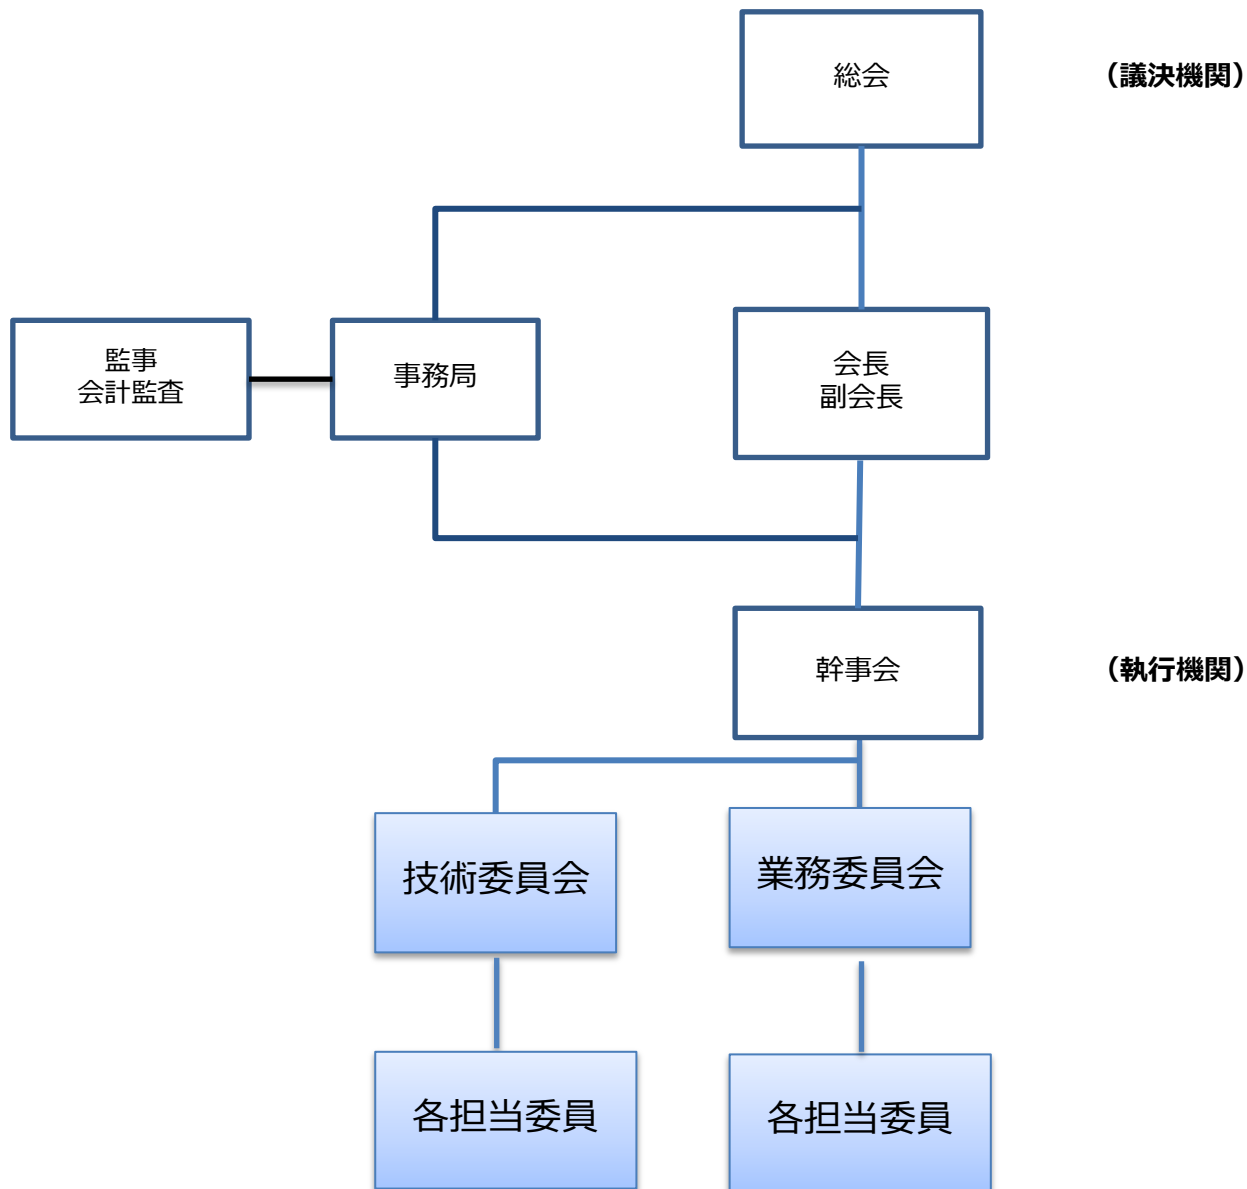 総会
（議決機関）
監事
会計監査
事務局
会長
副会長
幹事会
（執行機関）
技術委員会
業務委員会
各担当委員
各担当委員